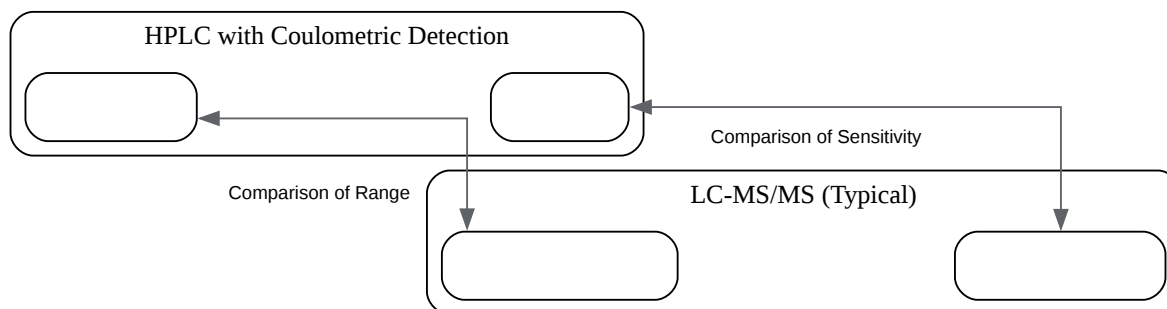 HPLC with Coulometric Detection
Comparison of Sensitivity
Comparison of Range
LC-MS/MS (Typical)